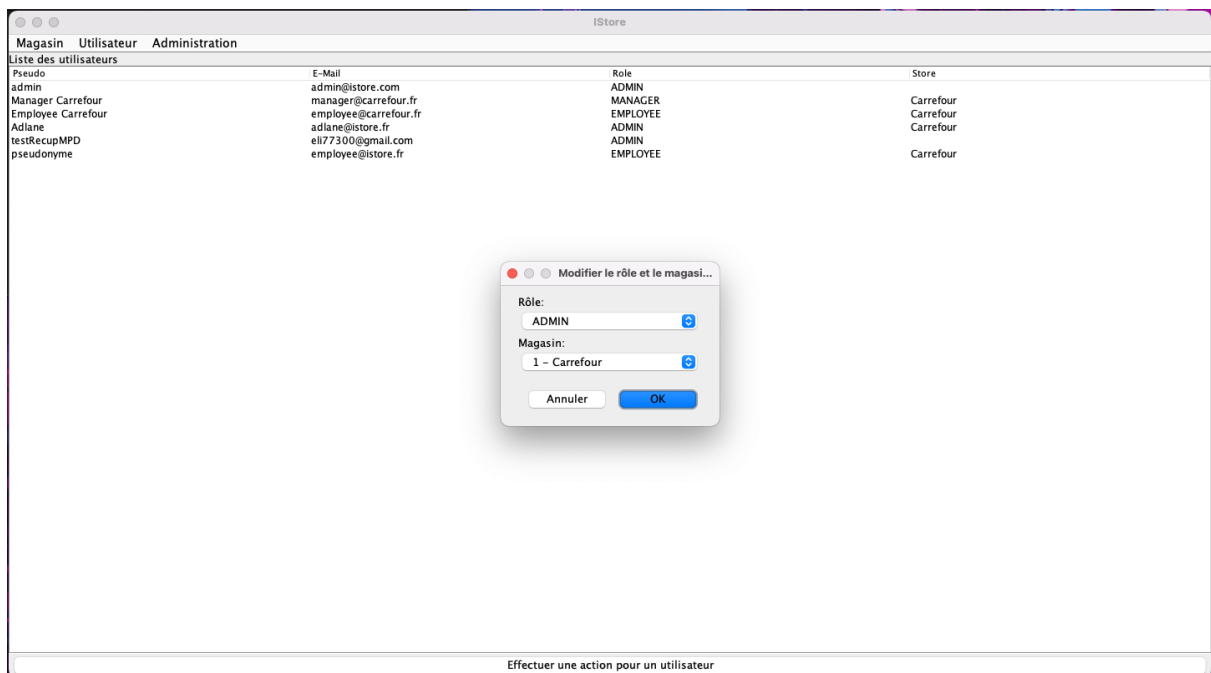 IStore
Magasin Utilisateur Administration
Liste des utilisateurs
Pseudo E-Mail Role Store
admin admin@istore.com ADMIN
Manager Carrefour manager@carrefour.fr MANAGER Carrefour
Employee Carrefour employee@carrefour.fr EMPLOYEE Carrefour
Adlane adlane@istore.fr ADMIN Carrefour
testRecupMPD eli77300@gmail.com ADMIN
pseudonyme employee@istore.fr EMPLOYEE Carrefour
Modifier le rôle et le magasi...
Rôle:
ADMIN
Magasin:
1 - Carrefour
Annuler OK
Effectuer une action pour un utilisateur